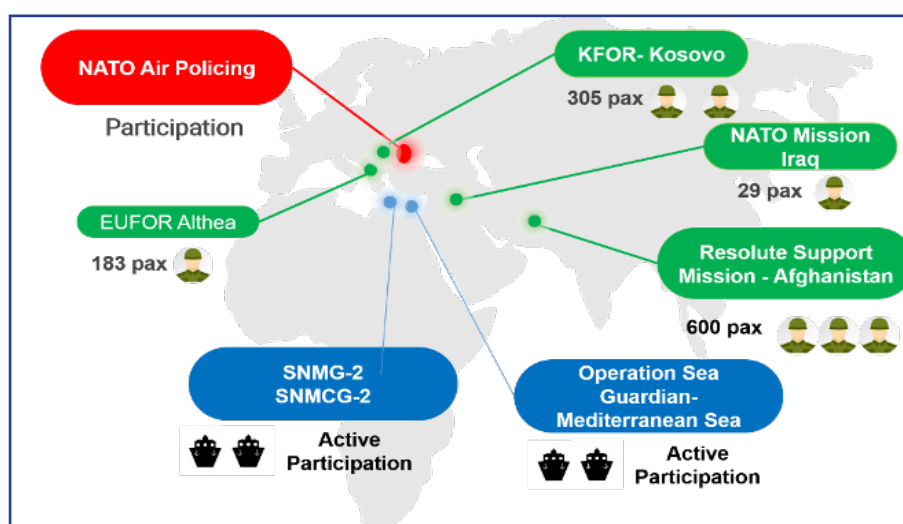 NATO Air Policing
Participation
KFOR- Kosovo
305 pax
NATO Mission
Iraq
29 pax
EUFOR Althea
183 pax
Resolute Support
Mission - Afghanistan
600 pax
SNMG-2
SNMCG-2
Active
Participation
Operation Sea
Guardian-
Mediterranean Sea
Active
Participation